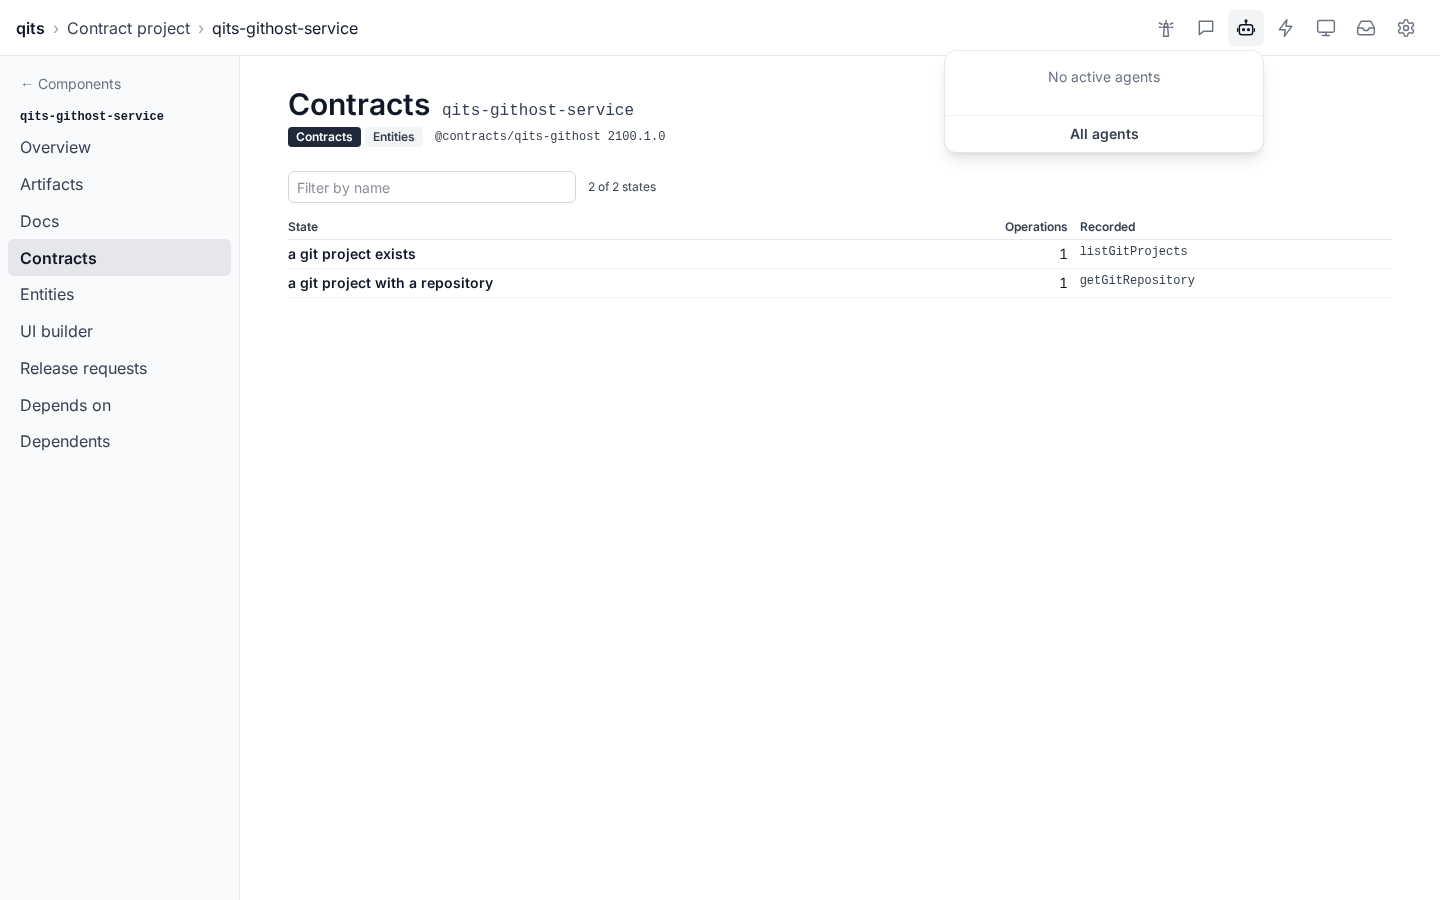 qits › Contract project › qits-githost-service
No active agents
All agents
← Components
qits-githost-service
Overview
Artifacts
Docs
Contracts
Entities
UI builder
Release requests
Depends on
Dependents
Contracts qits-githost-service
Contracts Entities @contracts/qits-githost 2100.1.0
Filter by name 2 of 2 states
State Operations Recorded
a git project exists 1 listGitProjects
a git project with a repository 1 getGitRepository